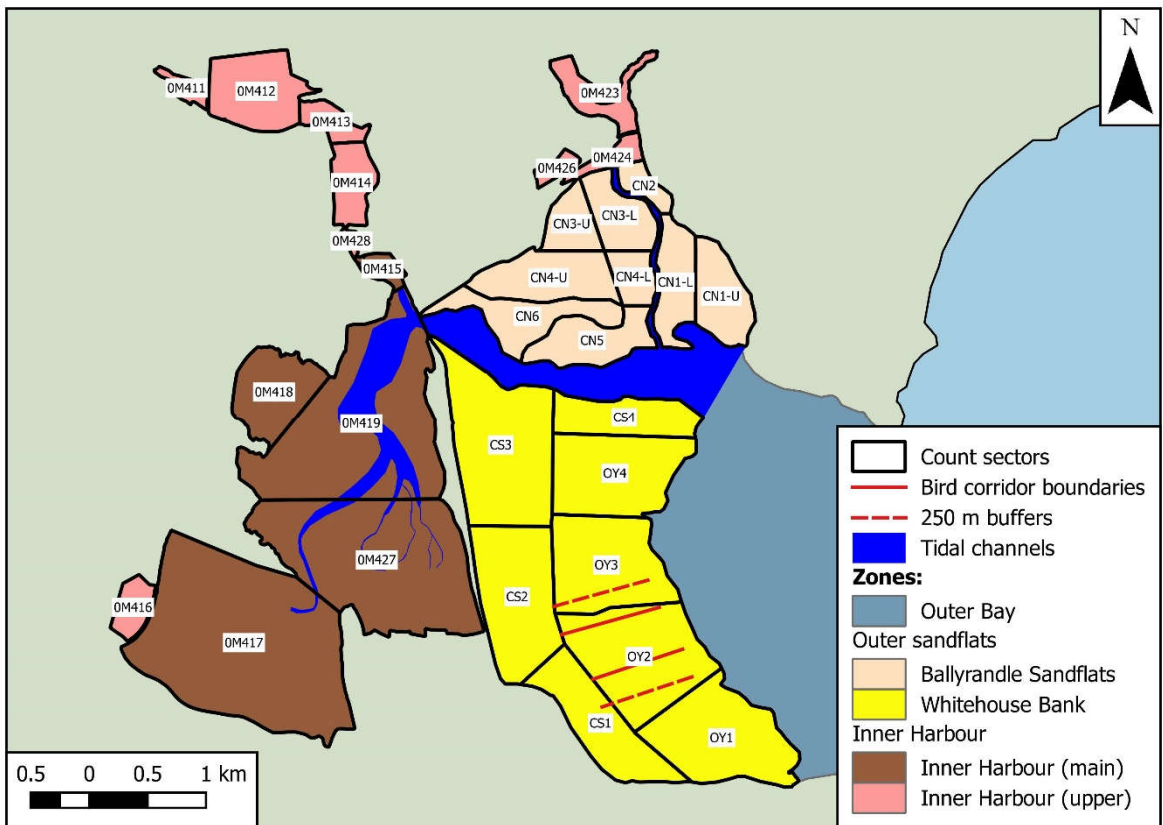 N
0M411
0M412
0M413
0M414
0M428
0M415
0M423
0M424
0M426
CN2
CN3-U
CN3-L
CN4-U
CN4-L
CN1-L
CN1-U
CN6
CN5
0M418
0M419
0M427
0M416
0M417
CS3
CS4
OY4
CS2
OY3
OY2
CS1
OY1
Count sectors
Bird corridor boundaries
250 m buffers
Tidal channels
Zones:
Outer Bay
Outer sandflats
Ballyrandle Sandflats
Whitehouse Bank
Inner Harbour
Inner Harbour (main)
Inner Harbour (upper)
0.5 0 0.5 1 km